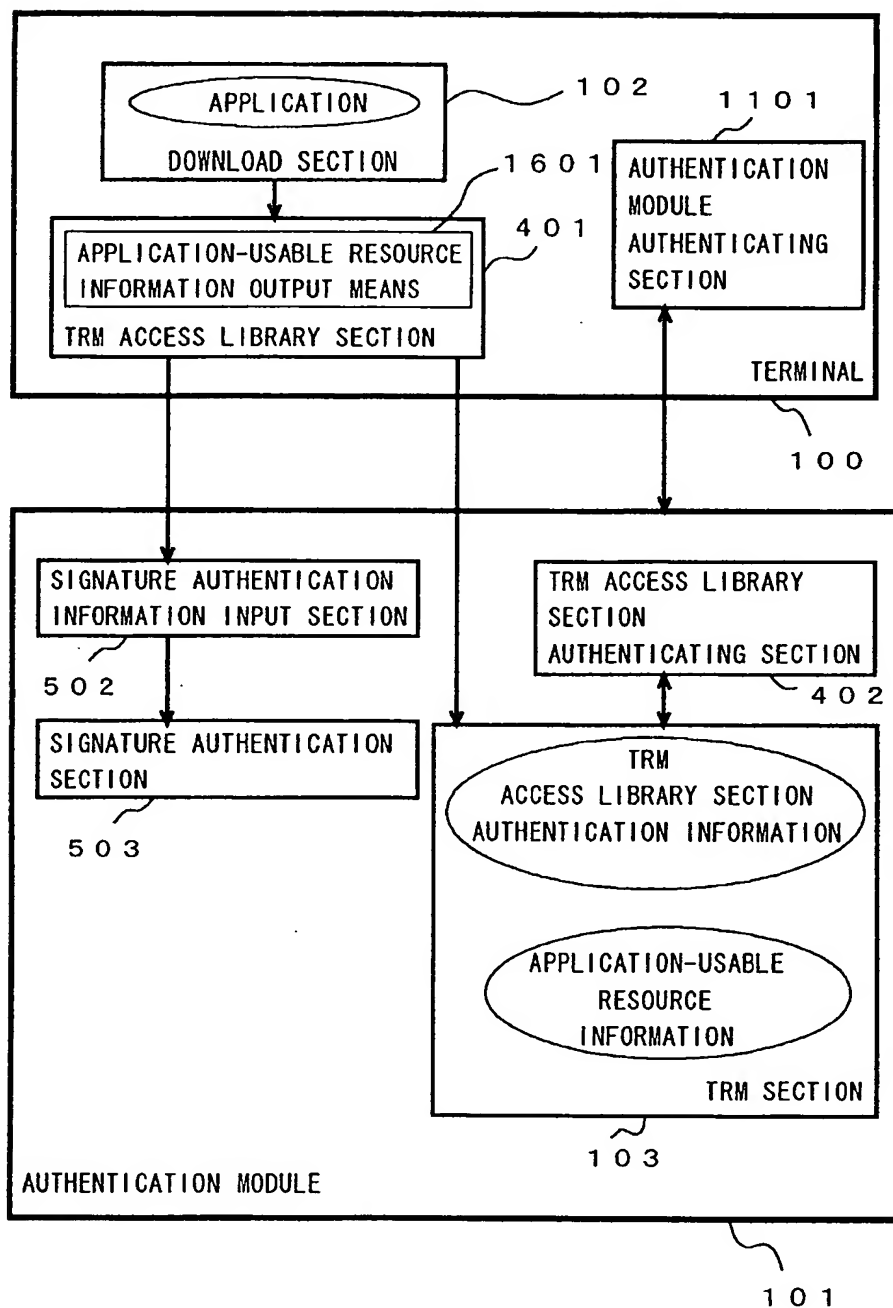 APPLICATION
DOWNLOAD SECTION
102
1101
AUTHENTICATION
MODULE
AUTHENTICATING
SECTION
1601
401
APPLICATION-USABLE RESOURCE
INFORMATION OUTPUT MEANS
TRM ACCESS LIBRARY SECTION
TERMINAL
100
SIGNATURE AUTHENTICATION
INFORMATION INPUT SECTION
502
TRM ACCESS LIBRARY
SECTION
AUTHENTICATING SECTION
402
SIGNATURE AUTHENTICATION
SECTION
503
TRM
ACCESS LIBRARY SECTION
AUTHENTICATION INFORMATION
APPLICATION-USABLE
RESOURCE
INFORMATION
TRM SECTION
103
AUTHENTICATION MODULE
101